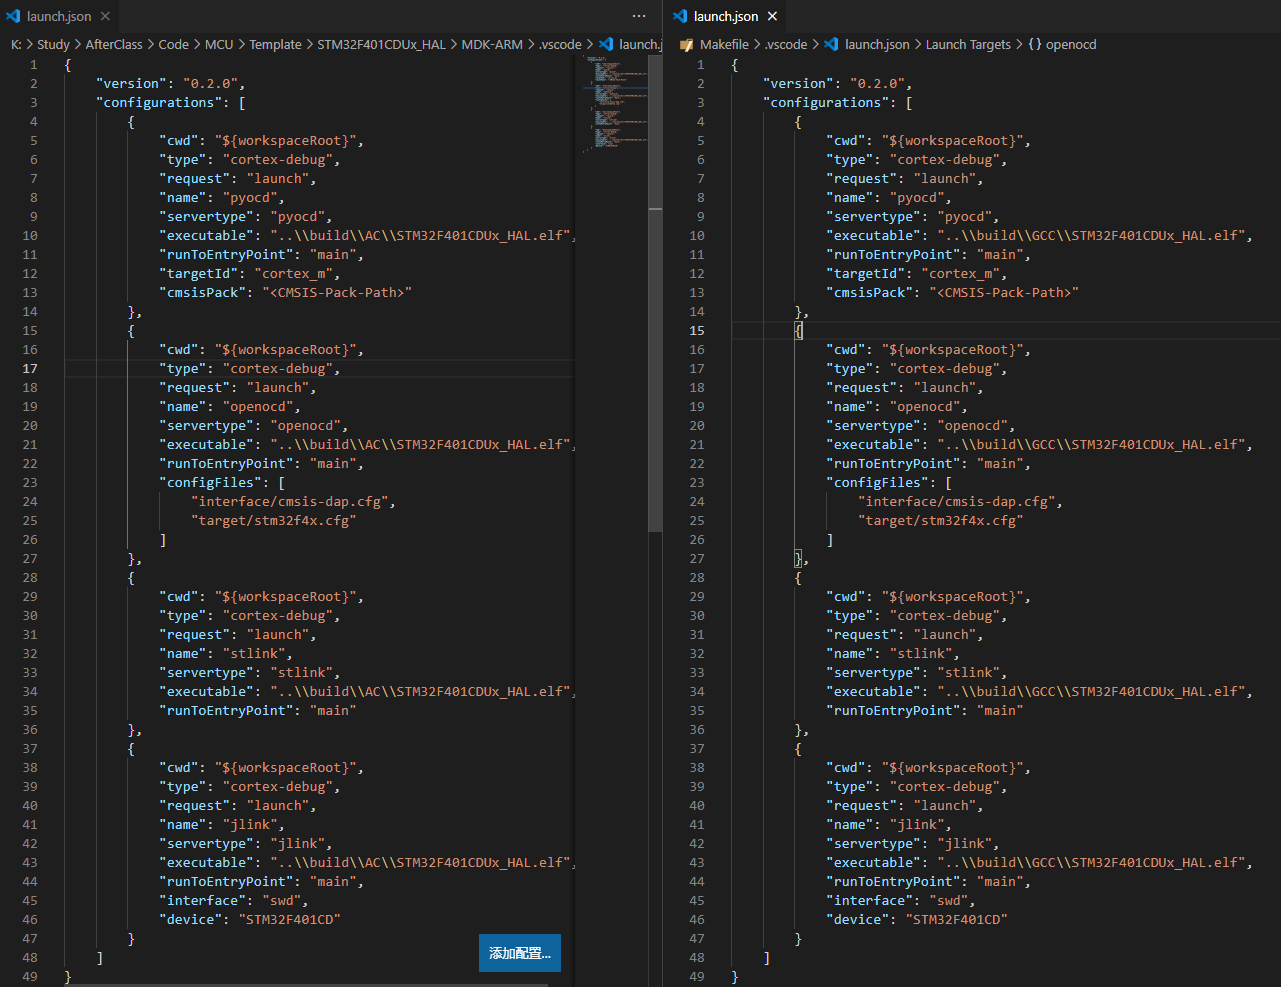 launch.json
K: > Study > AfterClass > Code > MCU > Template > STM32F401CDUx_HAL > MDK-ARM > .vscode > launch.j
1 {
2 "version": "0.2.0",
3 "configurations": [
4 {
5 "cwd": "${workspaceRoot}",
6 "type": "cortex-debug",
7 "request": "launch",
8 "name": "pyocd",
9 "servertype": "pyocd",
10 "executable": "..\\build\\AC\\STM32F401CDUx_HAL.elf",
11 "runToEntryPoint": "main",
12 "targetId": "cortex_m",
13 "cmsisPack": "<CMSIS-Pack-Path>"
14 },
15 {
16 "cwd": "${workspaceRoot}",
17 "type": "cortex-debug",
18 "request": "launch",
19 "name": "openocd",
20 "servertype": "openocd",
21 "executable": "..\\build\\AC\\STM32F401CDUx_HAL.elf",
22 "runToEntryPoint": "main",
23 "configFiles": [
24 "interface/cmsis-dap.cfg",
25 "target/stm32f4x.cfg"
26 ]
27 },
28 {
29 "cwd": "${workspaceRoot}",
30 "type": "cortex-debug",
31 "request": "launch",
32 "name": "stlink",
33 "servertype": "stlink",
34 "executable": "..\\build\\AC\\STM32F401CDUx_HAL.elf",
35 "runToEntryPoint": "main"
36 },
37 {
38 "cwd": "${workspaceRoot}",
39 "type": "cortex-debug",
40 "request": "launch",
41 "name": "jlink",
42 "servertype": "jlink",
43 "executable": "..\\build\\AC\\STM32F401CDUx_HAL.elf",
44 "runToEntryPoint": "main",
45 "interface": "swd",
46 "device": "STM32F401CD"
47 }
48 ]
49 }
添加配置...
launch.json
Makefile > .vscode > launch.json > Launch Targets > {} openocd
1 {
2 "version": "0.2.0",
3 "configurations": [
4 {
5 "cwd": "${workspaceRoot}",
6 "type": "cortex-debug",
7 "request": "launch",
8 "name": "pyocd",
9 "servertype": "pyocd",
10 "executable": "..\\build\\GCC\\STM32F401CDUx_HAL.elf",
11 "runToEntryPoint": "main",
12 "targetId": "cortex_m",
13 "cmsisPack": "<CMSIS-Pack-Path>"
14 },
15 {
16 "cwd": "${workspaceRoot}",
17 "type": "cortex-debug",
18 "request": "launch",
19 "name": "openocd",
20 "servertype": "openocd",
21 "executable": "..\\build\\GCC\\STM32F401CDUx_HAL.elf",
22 "runToEntryPoint": "main",
23 "configFiles": [
24 "interface/cmsis-dap.cfg",
25 "target/stm32f4x.cfg"
26 ]
27 },
28 {
29 "cwd": "${workspaceRoot}",
30 "type": "cortex-debug",
31 "request": "launch",
32 "name": "stlink",
33 "servertype": "stlink",
34 "executable": "..\\build\\GCC\\STM32F401CDUx_HAL.elf",
35 "runToEntryPoint": "main"
36 },
37 {
38 "cwd": "${workspaceRoot}",
39 "type": "cortex-debug",
40 "request": "launch",
41 "name": "jlink",
42 "servertype": "jlink",
43 "executable": "..\\build\\GCC\\STM32F401CDUx_HAL.elf",
44 "runToEntryPoint": "main",
45 "interface": "swd",
46 "device": "STM32F401CD"
47 }
48 ]
49 }